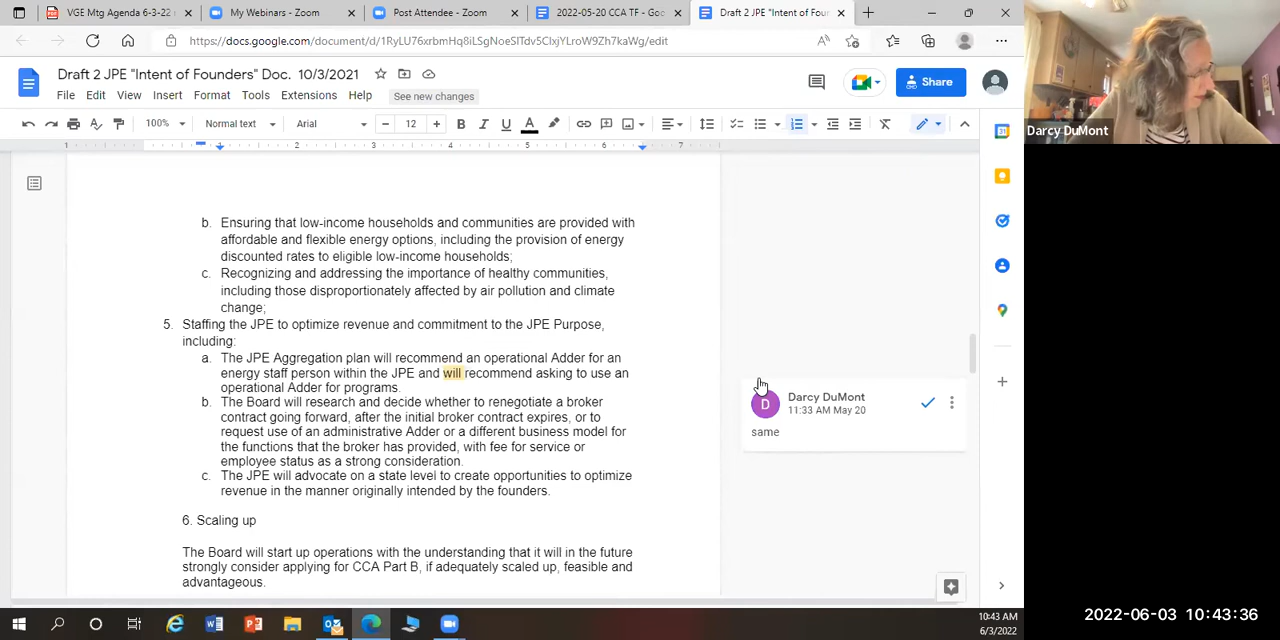 VGE Mtg Agenda 6-3-22
My Webinars - Zoom
Post Attendee - Zoom
2022-05-20 CCA TF - Goo
Draft 2 JPE "Intent of Foun
https://docs.google.com/document/d/1RyLU76xrbmHq8iLSgNoeSlTdv5ClxjYLroW9Zh7kaWg/edit
Draft 2 JPE "Intent of Founders" Doc. 10/3/2021
File Edit View Insert Format Tools Extensions Help See new changes
Share
100% Normal text Arial 12 B I U A
1 1 2 3 4 5 6 7
b. Ensuring that low-income households and communities are provided with
affordable and flexible energy options, including the provision of energy
discounted rates to eligible low-income households;
c. Recognizing and addressing the importance of healthy communities,
including those disproportionately affected by air pollution and climate
change;
5. Staffing the JPE to optimize revenue and commitment to the JPE Purpose,
including:
a. The JPE Aggregation plan will recommend an operational Adder for an
energy staff person within the JPE and will recommend asking to use an
operational Adder for programs.
b. The Board will research and decide whether to renegotiate a broker
contract going forward, after the initial broker contract expires, or to
request use of an administrative Adder or a different business model for
the functions that the broker has provided, with fee for service or
employee status as a strong consideration.
c. The JPE will advocate on a state level to create opportunities to optimize
revenue in the manner originally intended by the founders.
6. Scaling up
The Board will start up operations with the understanding that it will in the future
strongly consider applying for CCA Part B, if adequately scaled up, feasible and
advantageous.
D
Darcy DuMont
11:33 AM May 20
same
Darcy DuMont
10:43 AM
6/3/2022
2022-06-03 10:43:36